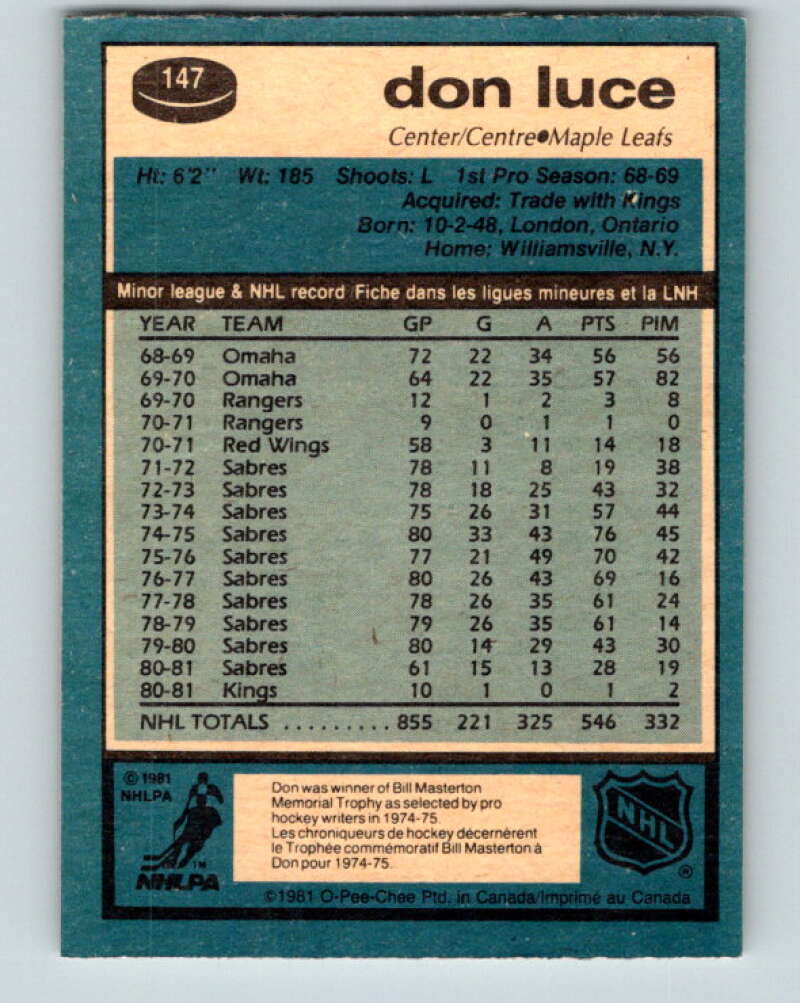 147
don luce
Center/Centre●Maple Leafs
Ht: 6'2" Wt: 185 Shoots: L 1st Pro Season: 68-69
Acquired: Trade with Kings
Born: 10-2-48, London, Ontario
Home: Williamsville, N.Y.
Minor league & NHL record/Fiche dans les ligues mineures et la LNH
YEAR TEAM GP G A PTS PIM
68-69 Omaha 72 22 34 56 56
69-70 Omaha 64 22 35 57 82
69-70 Rangers 12 1 2 3 8
70-71 Rangers 9 0 1 1 0
70-71 Red Wings 58 3 11 14 18
71-72 Sabres 78 11 8 19 38
72-73 Sabres 78 18 25 43 32
73-74 Sabres 75 26 31 57 44
74-75 Sabres 80 33 43 76 45
75-76 Sabres 77 21 49 70 42
76-77 Sabres 80 26 43 69 16
77-78 Sabres 78 26 35 61 24
78-79 Sabres 79 26 35 61 14
79-80 Sabres 80 14 29 43 30
80-81 Sabres 61 15 13 28 19
80-81 Kings 10 1 0 1 2
NHL TOTALS ......... 855 221 325 546 332
© 1981
NHLPA
TM
NHLPA
Don was winner of Bill Masterton
Memorial Trophy as selected by pro
hockey writers in 1974-75.
Les chroniqueurs de hockey décernèrent
le Trophée commémoratif Bill Masterton à
Don pour 1974-75.
NHL
®
©1981 O-Pee-Chee Ptd. in Canada/Imprimé au Canada